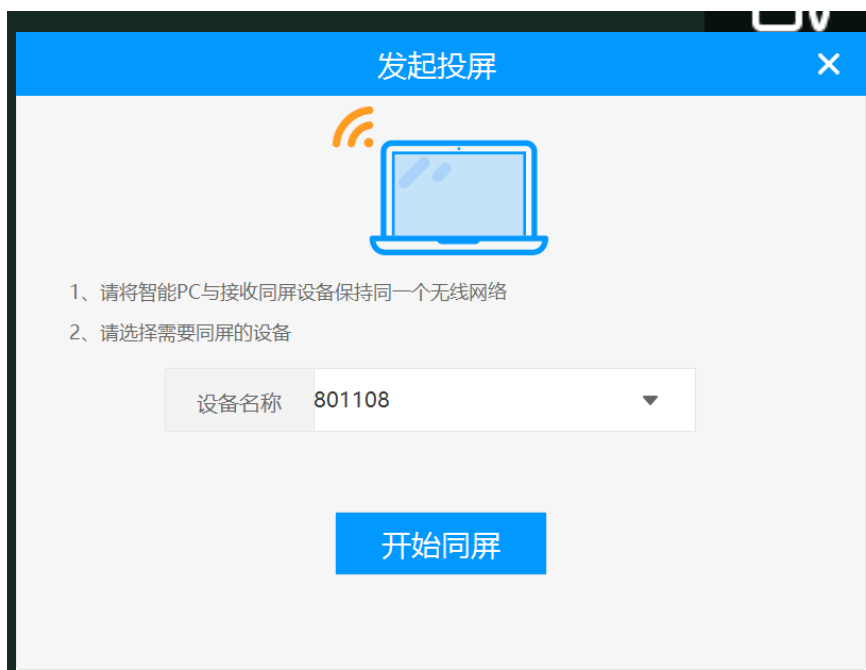 发起投屏
1、请将智能PC与接收同屏设备保持同一个无线网络
2、请选择需要同屏的设备
设备名称 801108
开始同屏